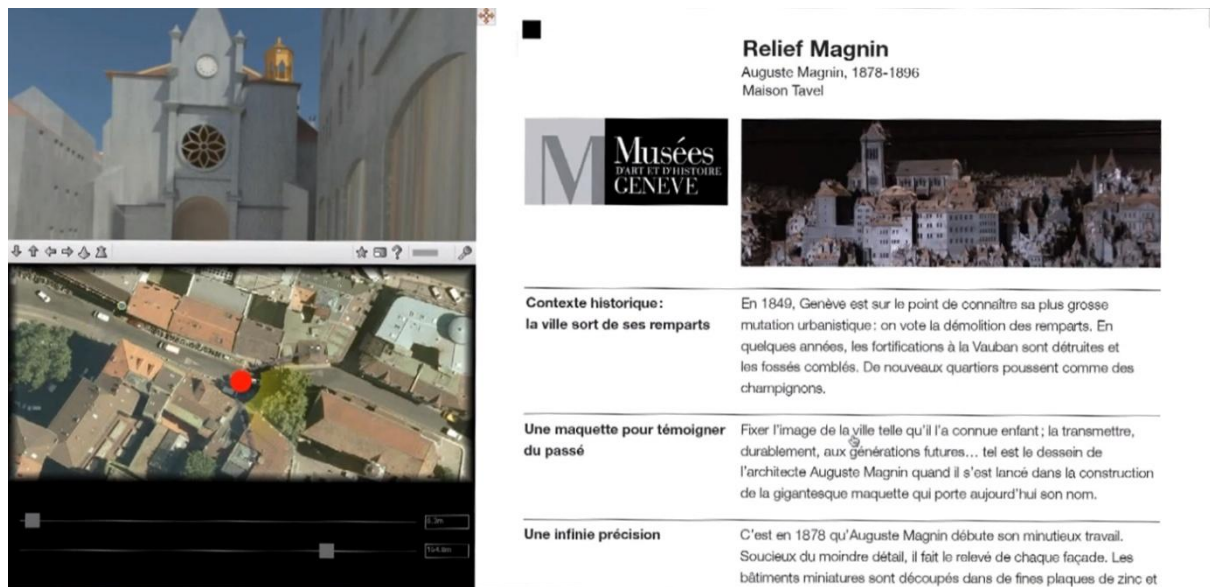 Relief Magnin
Auguste Magnin, 1878-1896
Maison Tavel
M Musées
D'ART ET D'HISTOIRE
GENEVE
Contexte historique:
la ville sort de ses remparts
En 1849, Genève est sur le point de connaître sa plus grosse
mutation urbanistique: on vote la démolition des remparts. En
quelques années, les fortifications à la Vauban sont détruites et
les fossés comblés. De nouveaux quartiers poussent comme des
champignons.
Une maquette pour témoigner
du passé
Fixer l'image de la ville telle qu'il l'a connue enfant; la transmettre,
durablement, aux générations futures... tel est le dessein de
l'architecte Auguste Magnin quand il s'est lancé dans la construction
de la gigantesque maquette qui porte aujourd'hui son nom.
Une infinie précision
C'est en 1878 qu'Auguste Magnin débute son minutieux travail.
Soucieux du moindre détail, il fait le relevé de chaque façade. Les
bâtiments miniatures sont découpés dans de fines plaques de zinc et